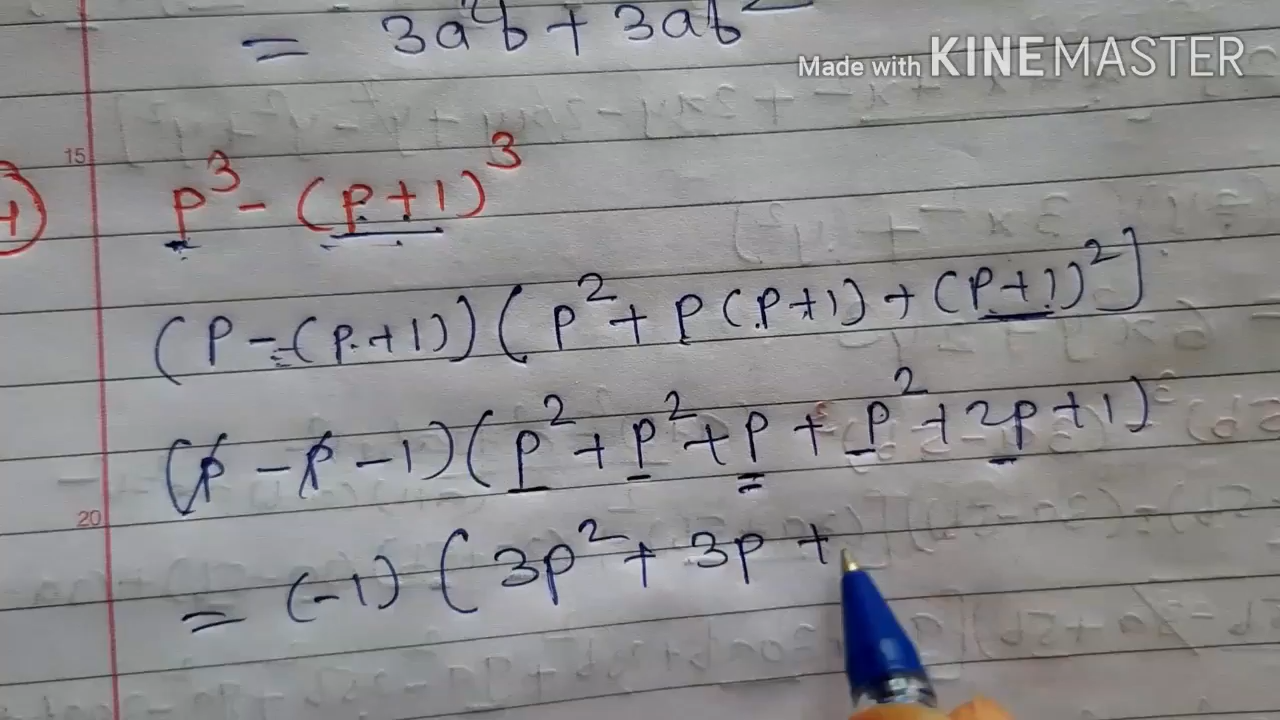 = 3a²b + 3ab²
Made with KINEMASTER
15
p³ - (p+1)³
(p - (p+1)) (p² + p(p+1) + (p+1)²]
(p - p - 1) (p² + p² + p + p² + 2p + 1)
20
= (-1) (3p² + 3p +